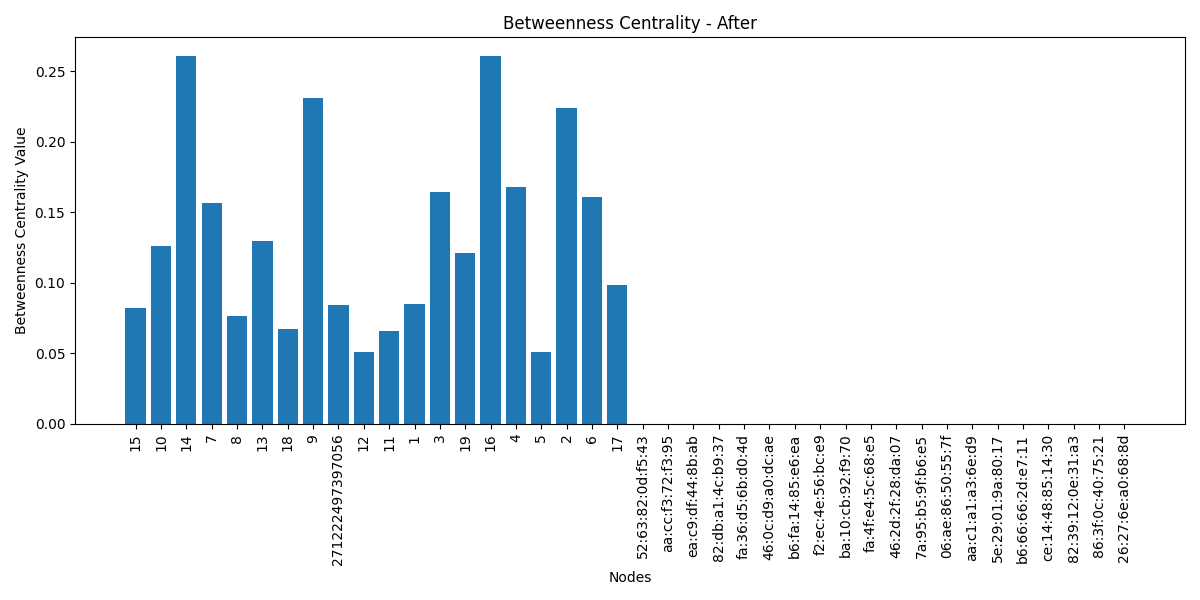 Betweenness Centrality - After
Betweenness Centrality Value
0.25
0.20
0.15
0.10
0.05
0.00
15
10
14
7
8
13
18
9
271222497397056
12
11
1
3
19
16
4
5
2
6
17
52:63:82:0d:f5:43
aa:cc:f3:72:f3:95
ea:c9:df:44:8b:ab
82:db:a1:4c:b9:37
fa:36:d5:6b:d0:4d
46:0c:d9:a0:dc:ae
b6:fa:14:85:e6:ea
f2:ec:4e:56:bc:e9
ba:10:cb:92:f9:70
fa:4f:e4:5c:68:e5
46:2d:2f:28:da:07
7a:95:b5:9f:b6:e5
06:ae:86:50:55:7f
aa:c1:a1:a3:6e:d9
5e:29:01:9a:80:17
b6:66:66:2d:e7:11
ce:14:48:85:14:30
82:39:12:0e:31:a3
86:3f:0c:40:75:21
26:27:6e:a0:68:8d
Nodes